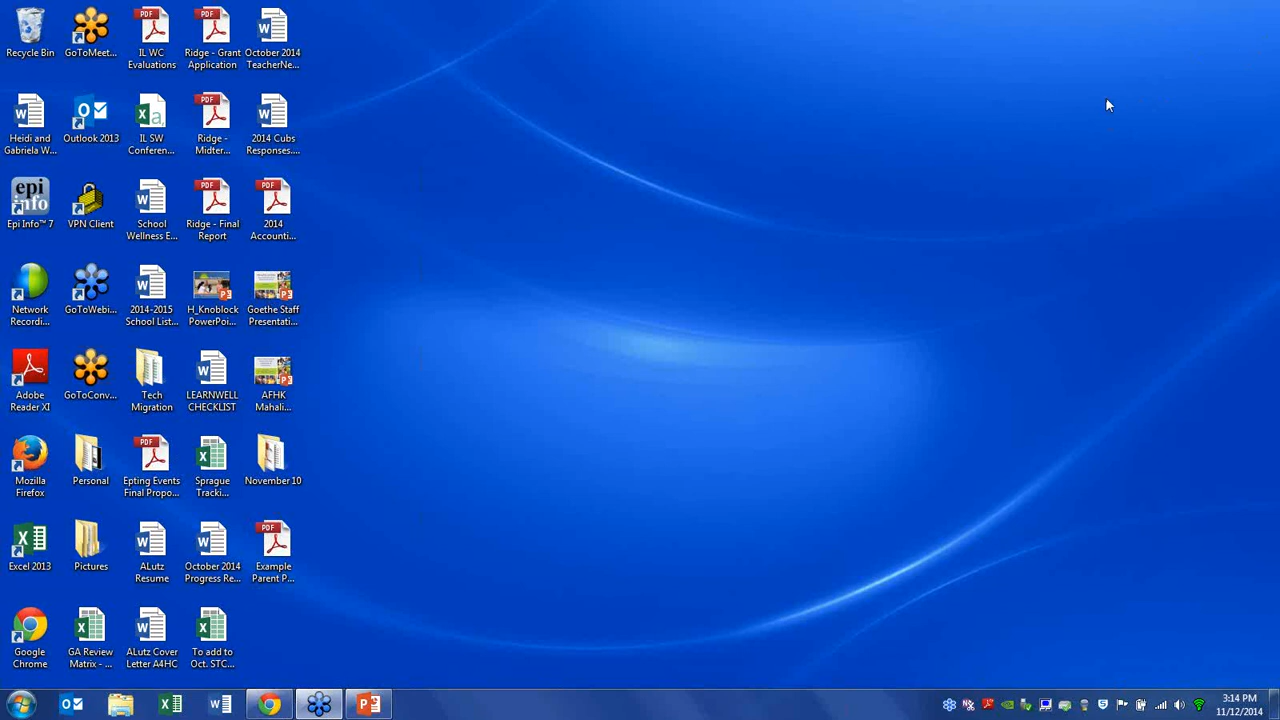 Recycle Bin
GoToMeet...
IL WC
Evaluations
Ridge - Grant
Application
October 2014
TeacherNe...
Heidi and
Gabriela W...
Outlook 2013
IL SW
Conferen...
Ridge -
Midter...
2014 Cubs
Responses....
epi
info
Epi Info™ 7
VPN Client
School
Wellness E...
Ridge - Final
Report
2014
Accounti...
Network
Recordi...
GoToWebi...
2014-2015
School List...
H_Knoblock
PowerPoi...
Goethe Staff
Presentati...
Adobe
Reader XI
GoToConv...
Tech
Migration
LEARNWELL
CHECKLIST
AFHK
Mahali...
Mozilla
Firefox
Personal
Epting Events
Final Propo...
Sprague
Tracki...
November 10
Excel 2013
Pictures
ALutz
Resume
October 2014
Progress Re...
Example
Parent P...
Google
Chrome
GA Review
Matrix - ...
ALutz Cover
Letter A4HC
To add to
Oct. STC...
3:14 PM
11/12/2014